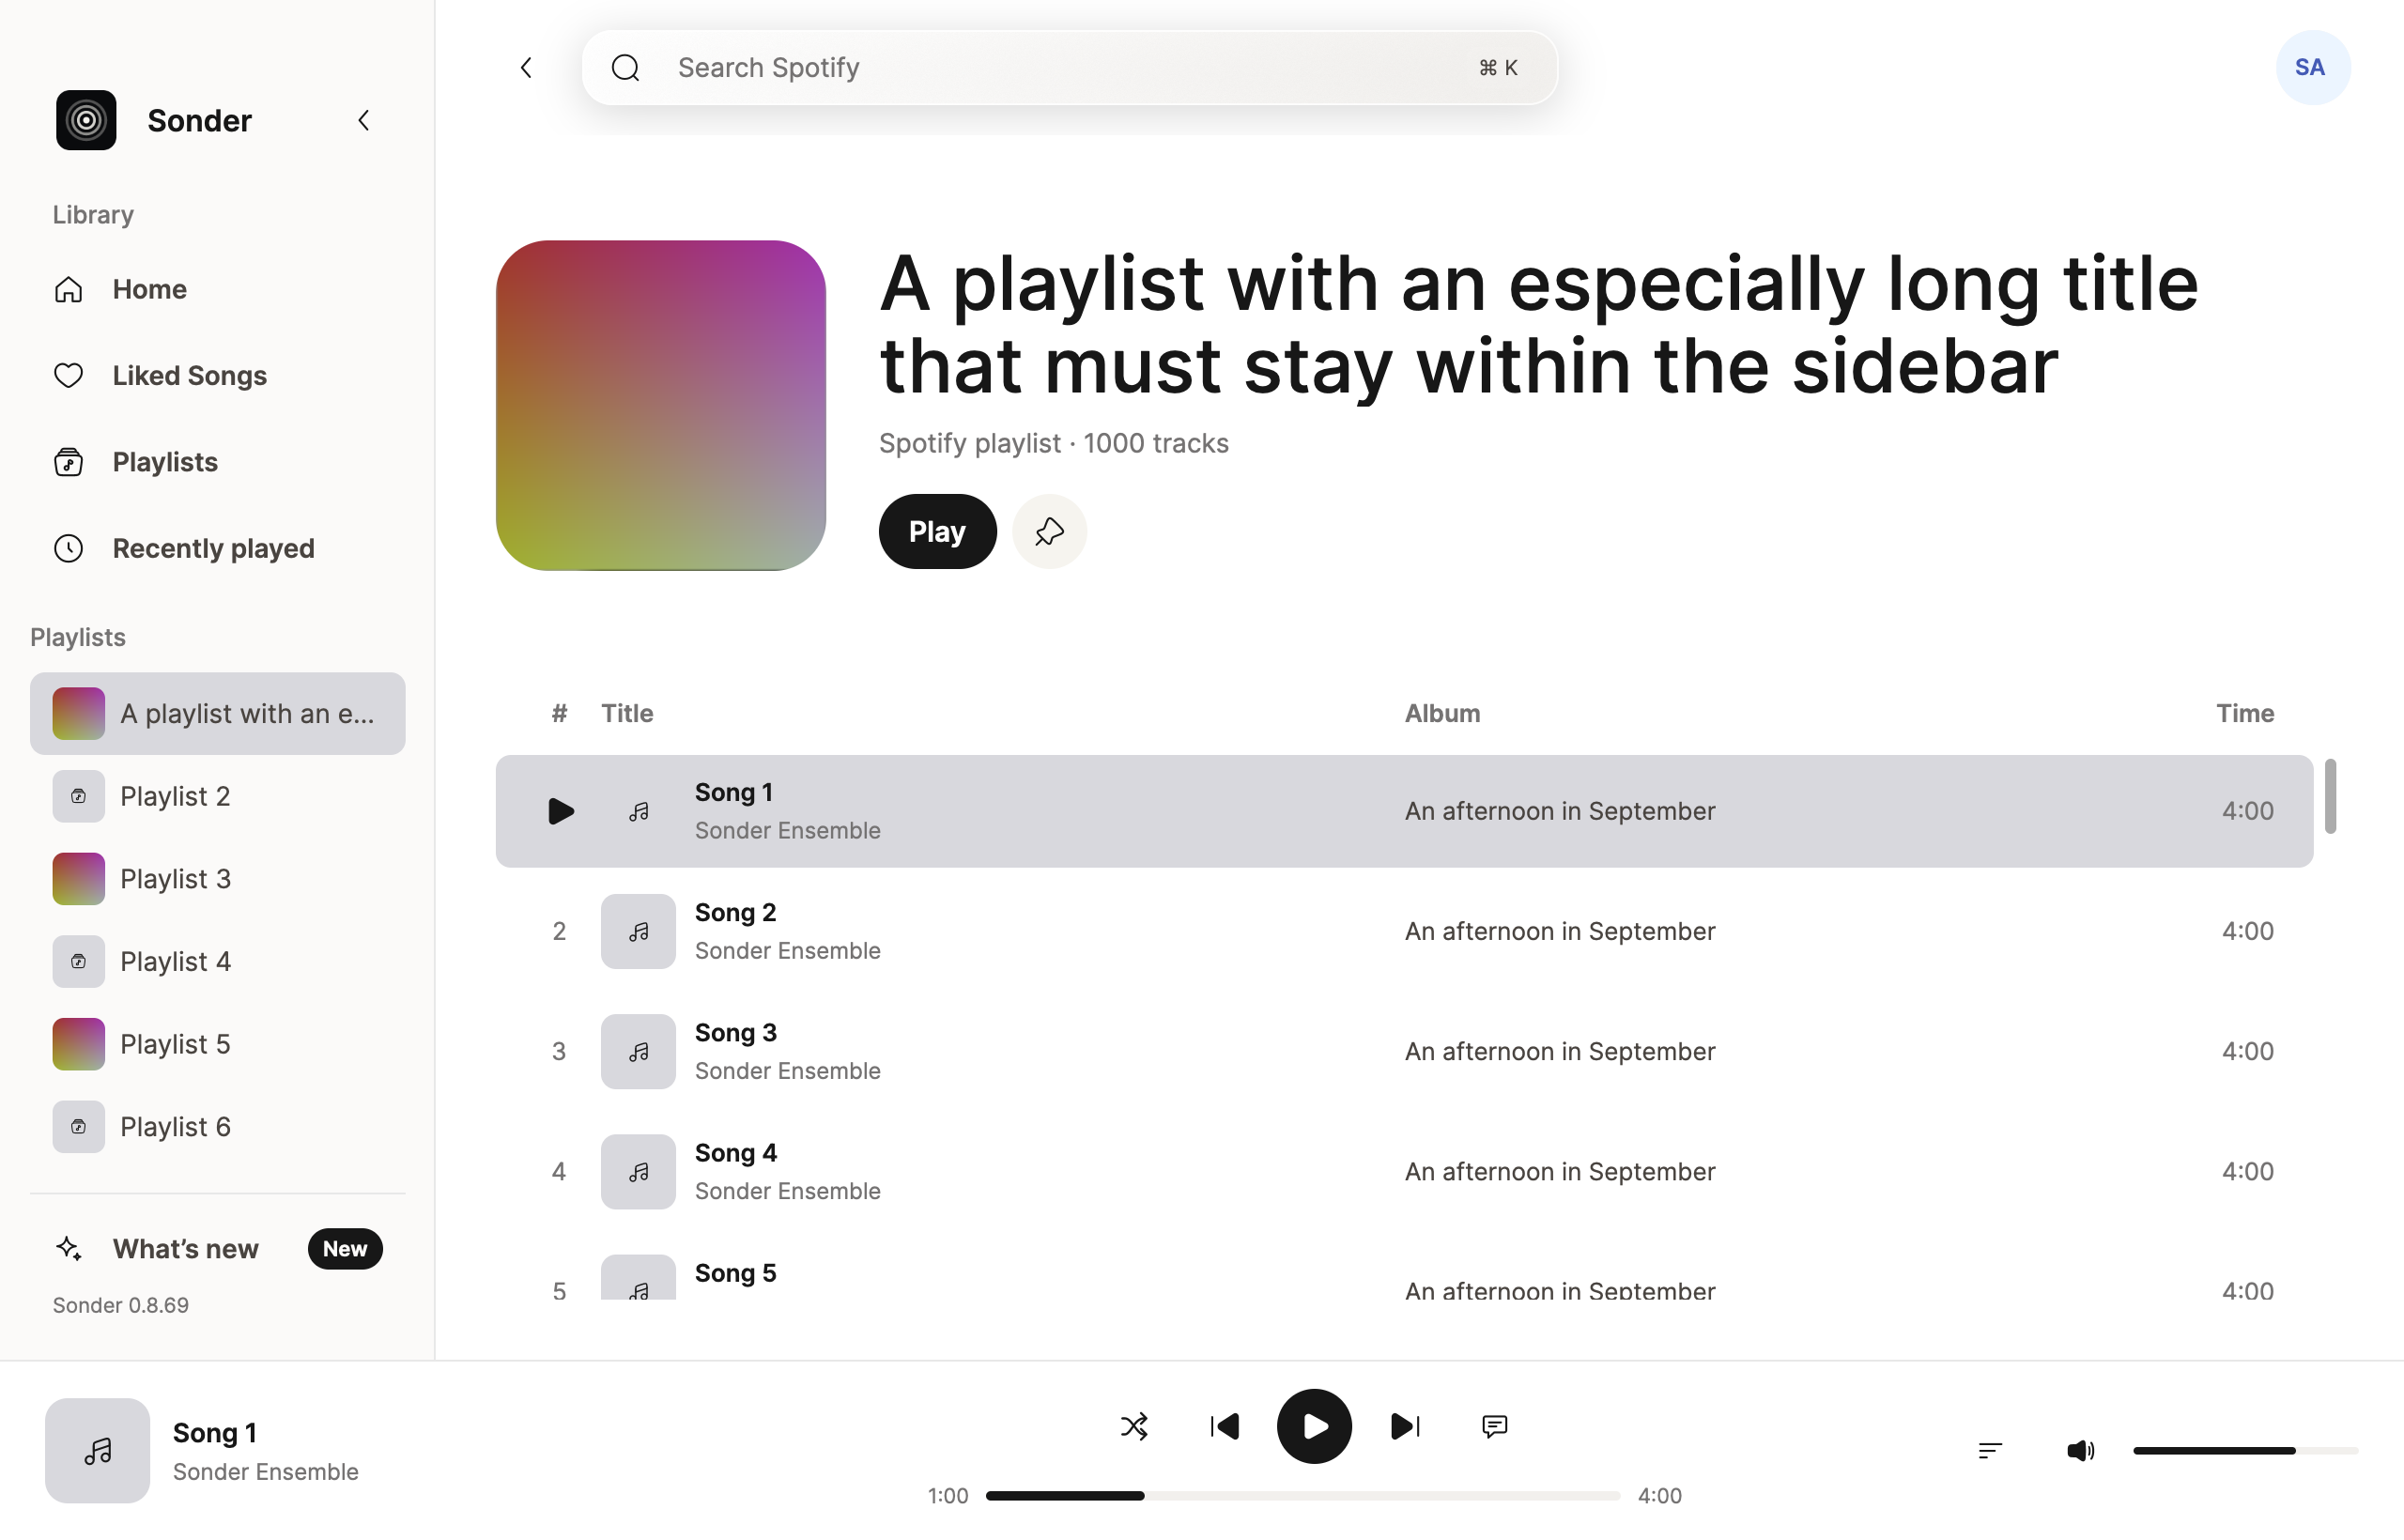 Search Spotify
⌘ K
SA
Sonder
Library
Home
Liked Songs
Playlists
Recently played
Playlists
A playlist with an e...
Playlist 2
Playlist 3
Playlist 4
Playlist 5
Playlist 6
What’s new
New
Sonder 0.8.69
A playlist with an especially long title
that must stay within the sidebar
Spotify playlist · 1000 tracks
Play
# Title Album Time
Song 1
Sonder Ensemble
An afternoon in September
4:00
2
Song 2
Sonder Ensemble
An afternoon in September
4:00
3
Song 3
Sonder Ensemble
An afternoon in September
4:00
4
Song 4
Sonder Ensemble
An afternoon in September
4:00
5
Song 5
An afternoon in September
4:00
Song 1
Sonder Ensemble
1:00
4:00